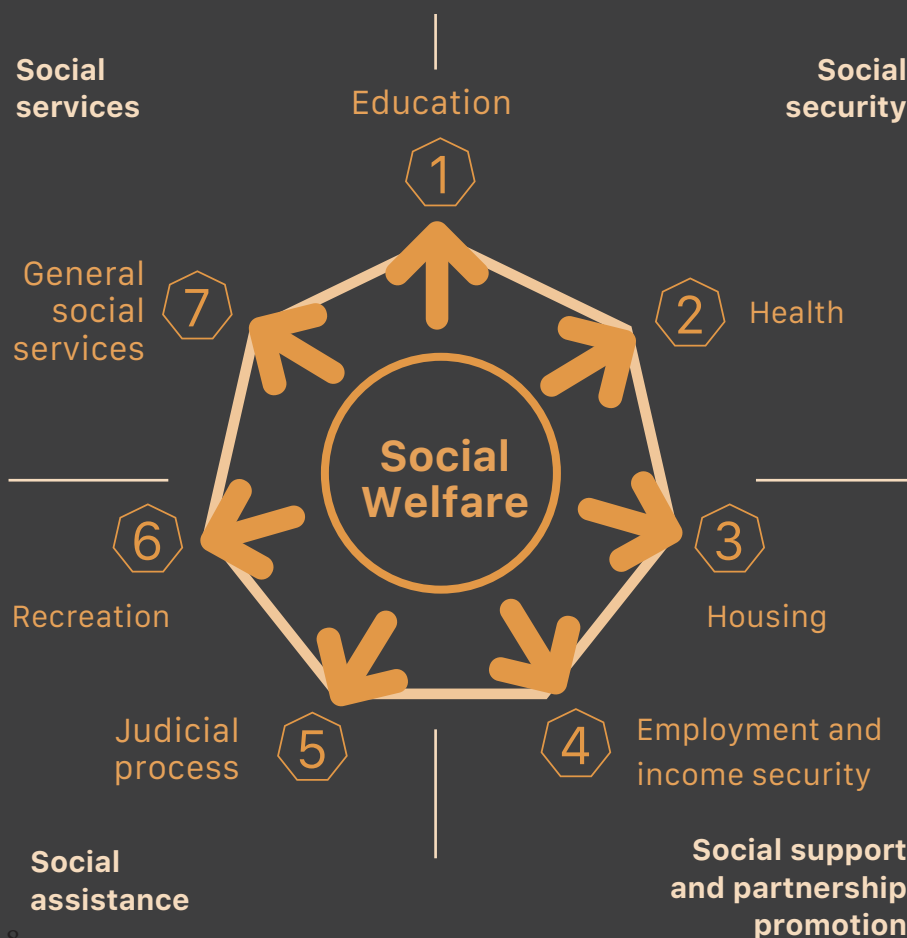 Social
services
Social
security
Education
1
General
social
services
7
2
Health
Social
Welfare
6
Recreation
3
Housing
Judicial
process
5
4
Employment and
income security
Social
assistance
Social support
and partnership
promotion
8